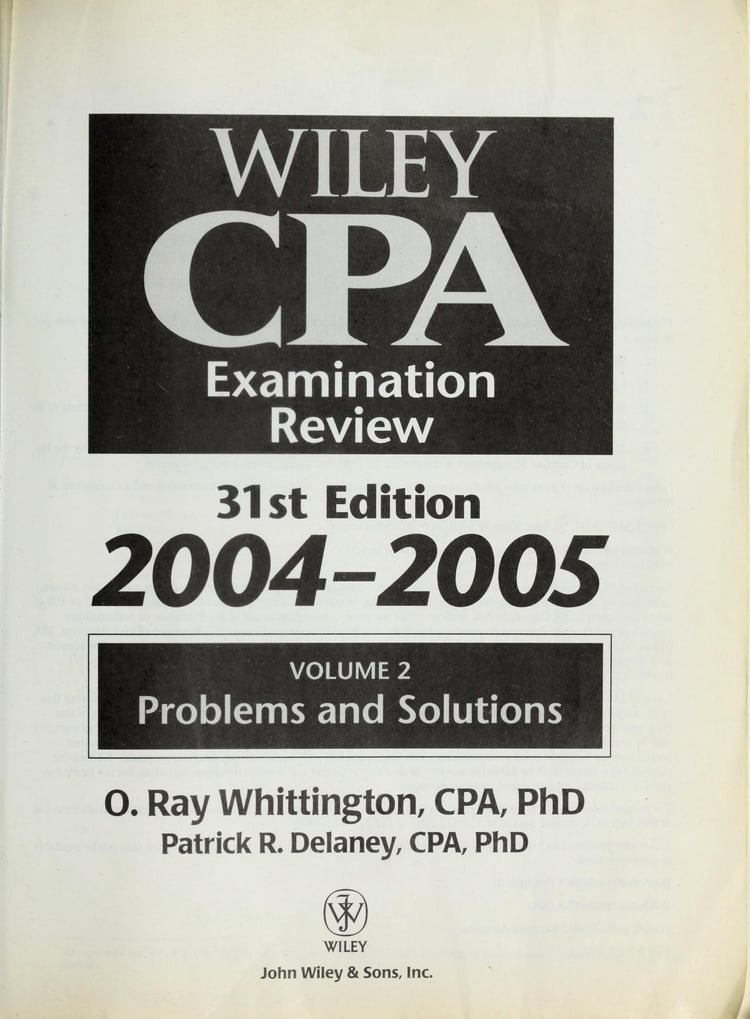 WILEY
CPA
Examination
Review
31st Edition
2004–2005
VOLUME 2
Problems and Solutions
O. Ray Whittington, CPA, PhD
Patrick R. Delaney, CPA, PhD
JW
WILEY
John Wiley & Sons, Inc.